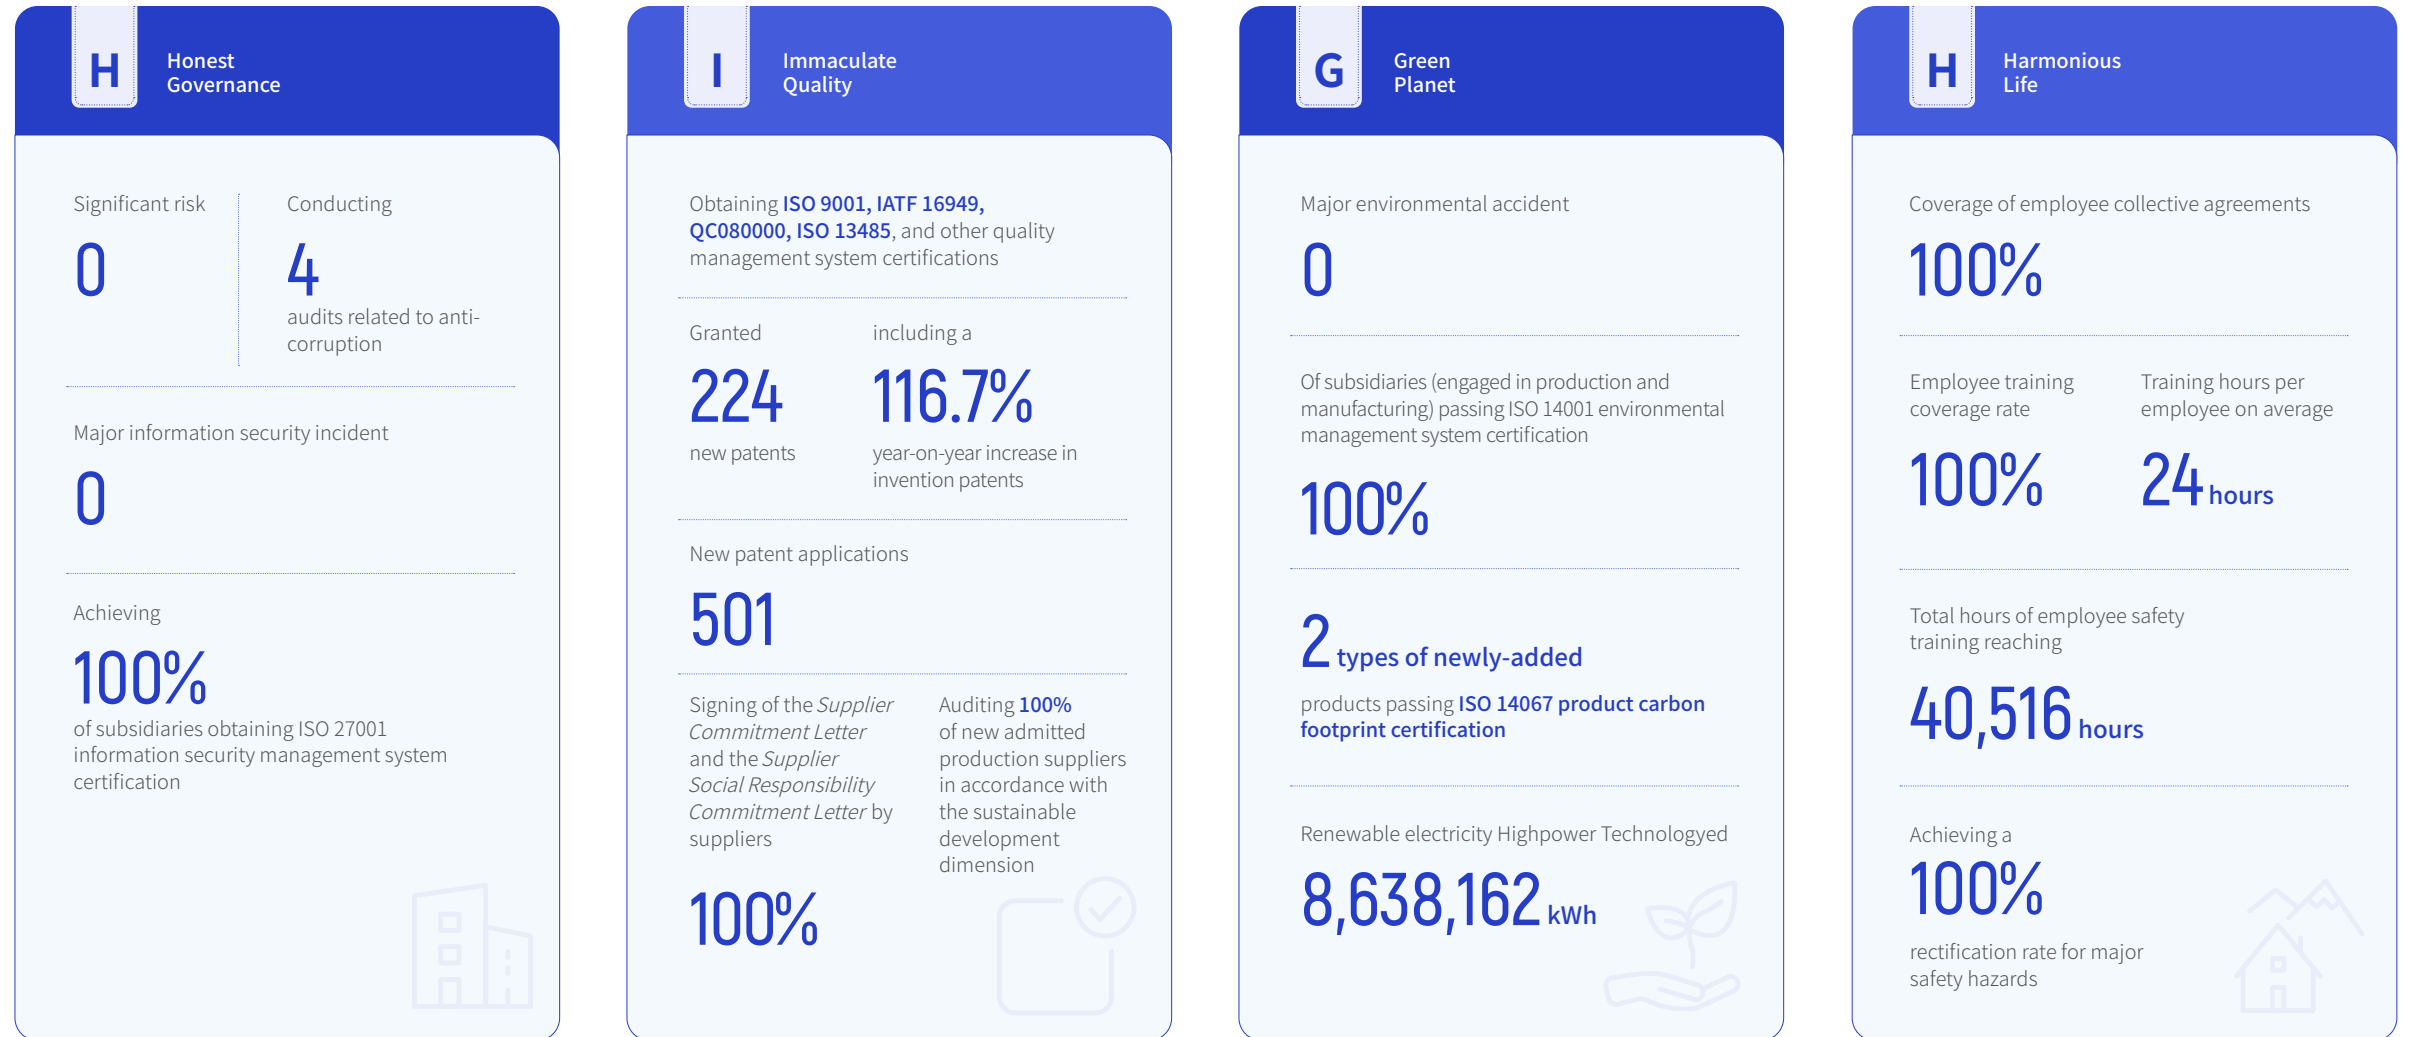 H
Honest
Governance
Significant risk
0
Conducting
4
audits related to anti-
corruption
Major information security incident
0
Achieving
100%
of subsidiaries obtaining ISO 27001
information security management system
certification
I
Immaculate
Quality
Obtaining ISO 9001, IATF 16949,
QC080000, ISO 13485, and other quality
management system certifications
Granted
224
new patents
including a
116.7%
year-on-year increase in
invention patents
New patent applications
501
Signing of the Supplier
Commitment Letter
and the Supplier
Social Responsibility
Commitment Letter by
suppliers
100%
Auditing 100%
of new admitted
production suppliers
in accordance with
the sustainable
development
dimension
G
Green
Planet
Major environmental accident
0
Of subsidiaries (engaged in production and
manufacturing) passing ISO 14001 environmental
management system certification
100%
2 types of newly-added
products passing ISO 14067 product carbon
footprint certification
Renewable electricity Highpower Technologyed
8,638,162 kWh
H
Harmonious
Life
Coverage of employee collective agreements
100%
Employee training
coverage rate
100%
Training hours per
employee on average
24 hours
Total hours of employee safety
training reaching
40,516 hours
Achieving a
100%
rectification rate for major
safety hazards